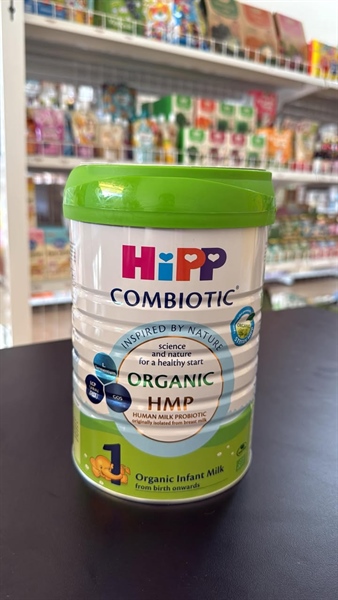 HiPP
COMBIOTIC®
INSPIRED BY NATURE
science
and nature
for a healthy start
ORGANIC
HMP
HUMAN MILK PROBIOTIC
originally isolated from breast milk
GOS
1
Organic Infant Milk
from birth onwards